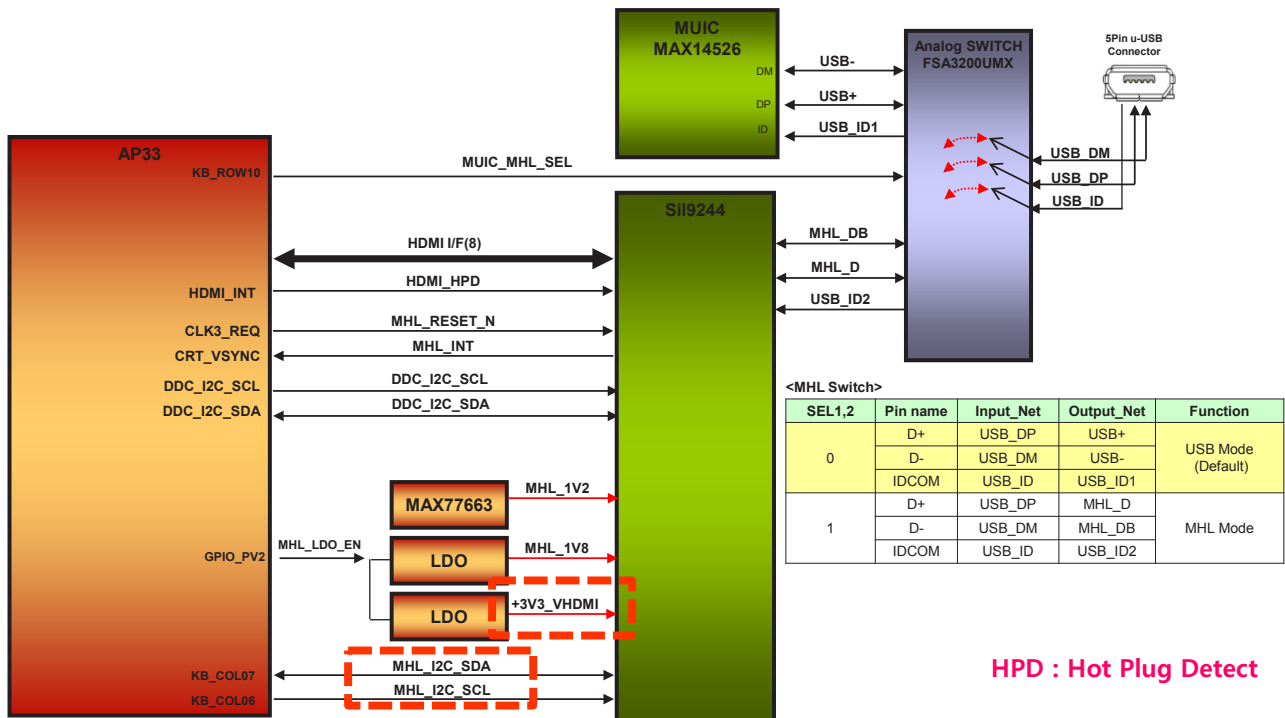 MUIC
MAX14526
DM
DP
ID
USB-
USB+
USB_ID1
Analog SWITCH
FSA3200UMX
5Pin u-USB
Connector
USB_DM
USB_DP
USB_ID
AP33
KB_ROW10
MUIC_MHL_SEL
SiI9244
HDMI I/F(8)
MHL_DB
MHL_D
USB_ID2
HDMI_INT
HDMI_HPD
CLK3_REQ
MHL_RESET_N
CRT_VSYNC
MHL_INT
DDC_I2C_SCL
DDC_I2C_SCL
DDC_I2C_SDA
DDC_I2C_SDA
<MHL Switch>
SEL1,2 Pin name Input_Net Output_Net Function
0 D+ USB_DP USB+ USB Mode
(Default)
D- USB_DM USB-
IDCOM USB_ID USB_ID1
1 D+ USB_DP MHL_D MHL Mode
D- USB_DM MHL_DB
IDCOM USB_ID USB_ID2
MAX77663
MHL_1V2
GPIO_PV2
MHL_LDO_EN
LDO
MHL_1V8
LDO
+3V3_VHDMI
KB_COL07
MHL_I2C_SDA
KB_COL06
MHL_I2C_SCL
HPD : Hot Plug Detect